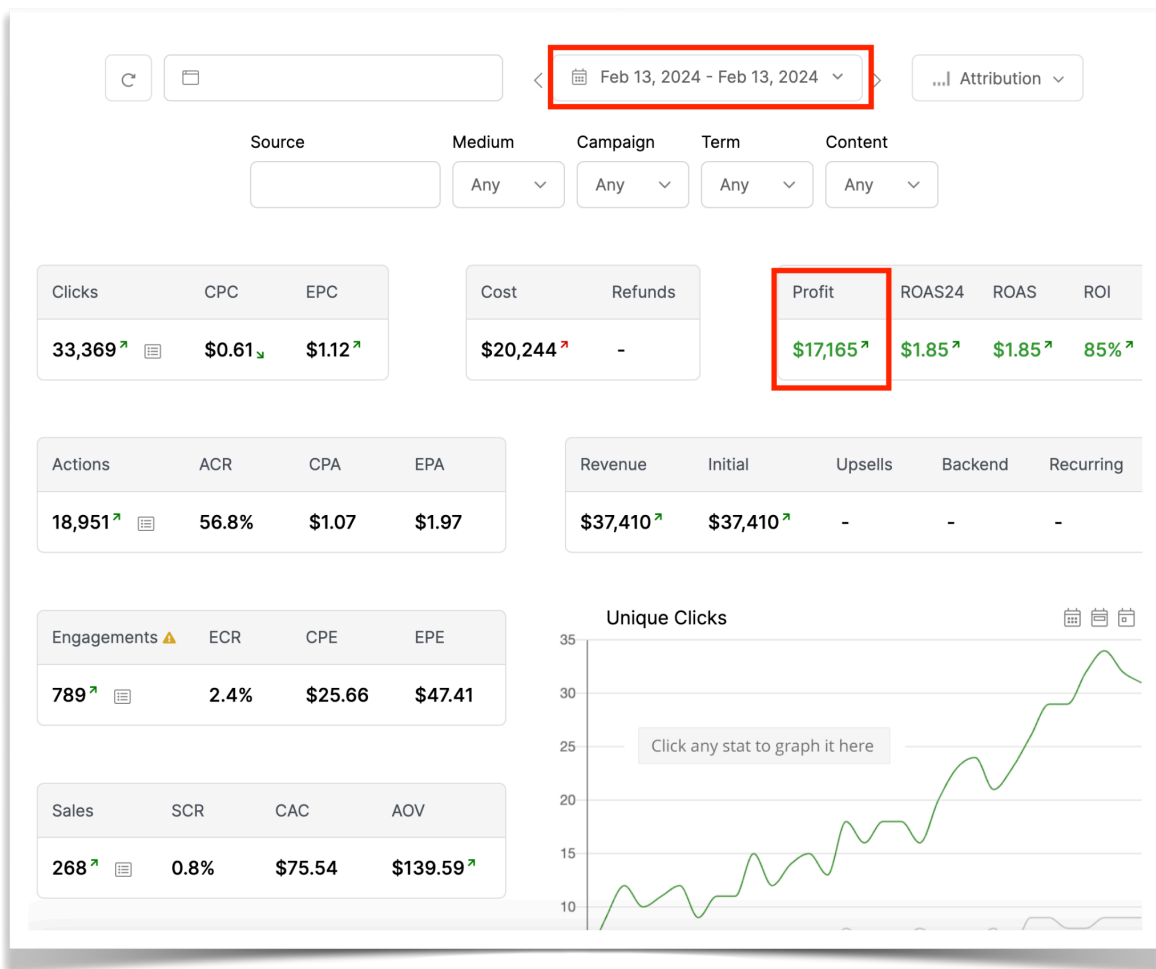 Feb 13, 2024 - Feb 13, 2024
Attribution
Source Medium Campaign Term Content
Any Any Any Any
Clicks CPC EPC
33,369 $0.61 $1.12
Cost Refunds
$20,244 -
Profit ROAS24 ROAS ROI
$17,165 $1.85 $1.85 85%
Actions ACR CPA EPA
18,951 56.8% $1.07 $1.97
Revenue Initial Upsells Backend Recurring
$37,410 $37,410 - - -
Engagements ECR CPE EPE
789 2.4% $25.66 $47.41
Sales SCR CAC AOV
268 0.8% $75.54 $139.59
Unique Clicks
35
30
25
Click any stat to graph it here
20
15
10